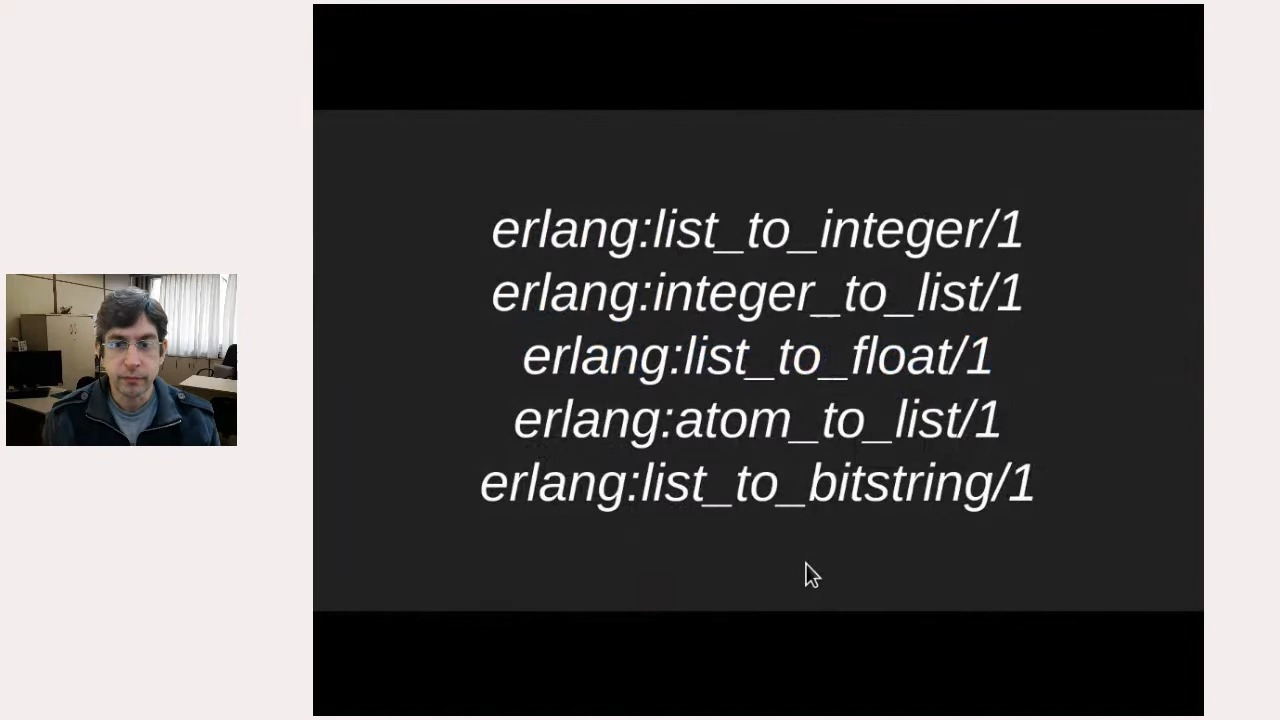 erlang:list_to_integer/1
erlang:integer_to_list/1
erlang:list_to_float/1
erlang:atom_to_list/1
erlang:list_to_bitstring/1